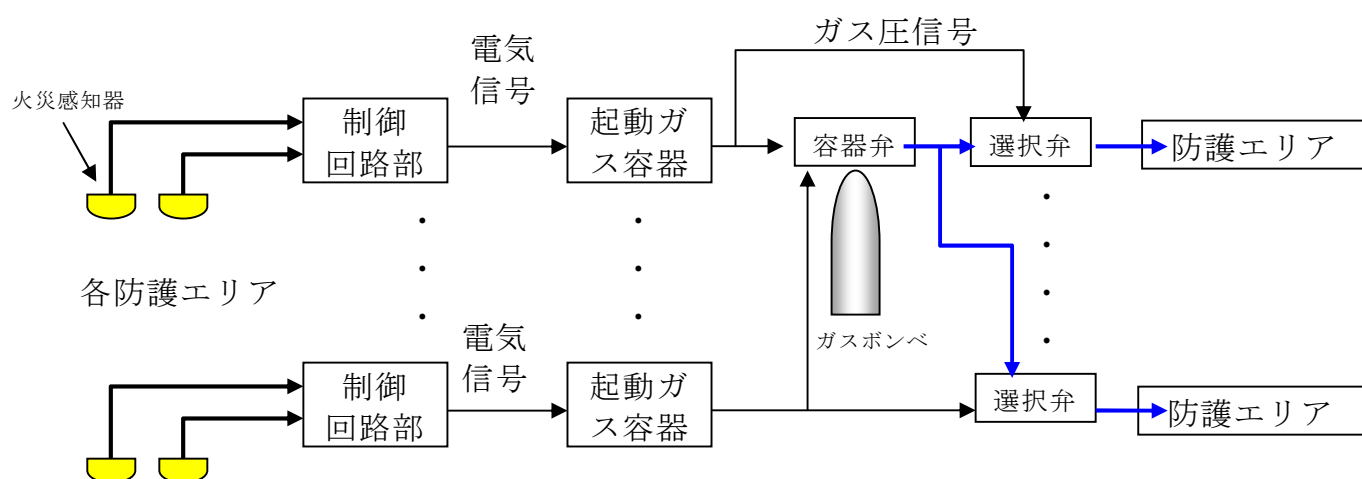 ガス圧信号
電気
信号
火災感知器
制御
回路部
起動ガ
ス容器
容器弁
選択弁
防護エリア
各防護エリア
ガスボンベ
電気
信号
制御
回路部
起動ガ
ス容器
選択弁
防護エリア